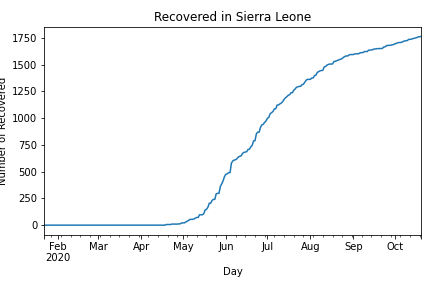 Recovered in Sierra Leone
1750
1500
1250
1000
750
500
250
0
Number of Recovered
Feb Mar Apr May Jun Jul Aug Sep Oct
2020
Day